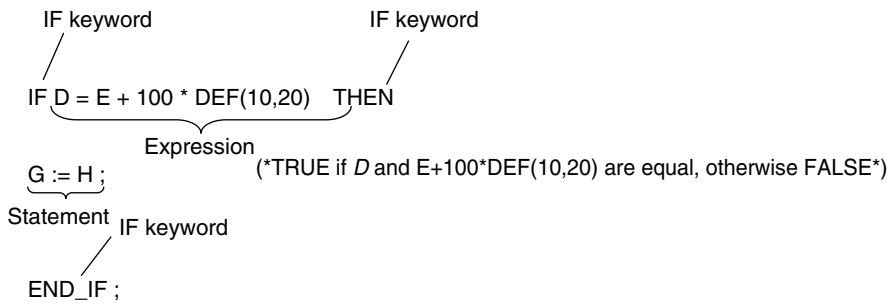 IF keyword IF keyword
IF D = E + 100 * DEF(10,20) THEN
Expression
(*TRUE if D and E+100*DEF(10,20) are equal, otherwise FALSE*)
G := H ;
Statement
IF keyword
END_IF ;